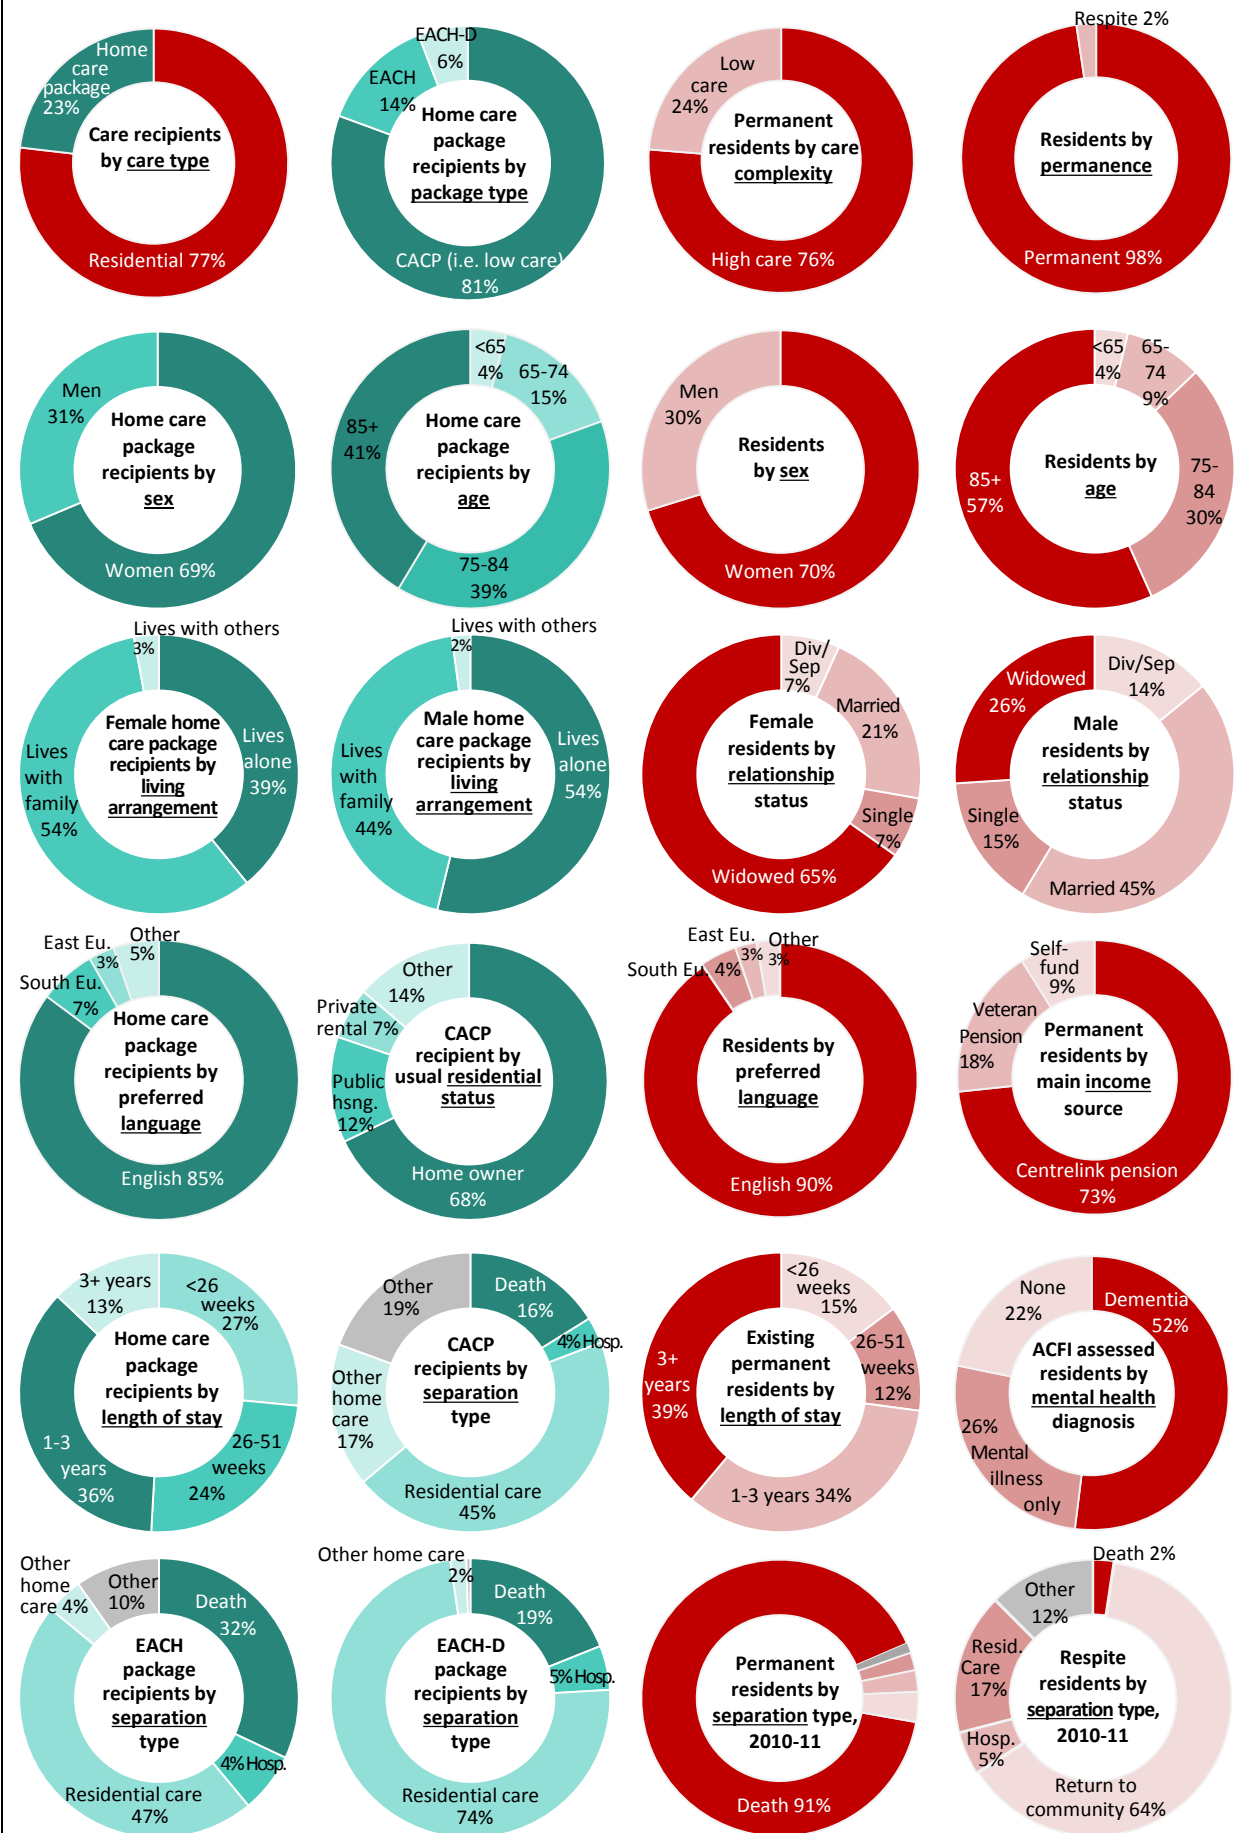 Home
care
package
23%
Care recipients
by care type
Residential 77%
EACH-D
6%
EACH
14%
Home care
package
recipients by
package type
CACP (i.e. low care)
81%
Low
care
24%
Permanent
residents by care
complexity
High care 76%
Respite 2%
Residents by
permanence
Permanent 98%
Men
31%
Home care
package
recipients by
sex
Women 69%
<65
4%
65-74
15%
85+
41%
Home care
package
recipients by
age
75-84
39%
Men
30%
Residents
by sex
Women 70%
<65
4%
65-
74
9%
85+
57%
Residents by
age
75-
84
30%
Lives with others
3%
Female home
care package
recipients by
living
arrangement
Lives
alone
39%
Lives
with
family
54%
Lives with others
2%
Male home
care package
recipients by
living
arrangement
Lives
alone
54%
Lives
with
family
44%
Div/
Sep
7%
Married
21%
Female
residents by
relationship
status
Single
7%
Widowed 65%
Widowed
26%
Div/Sep
14%
Male
residents by
relationship
status
Single
15%
Married 45%
East Eu.
3%
Other
5%
South Eu.
7%
Home care
package
recipients by
preferred
language
English 85%
Other
14%
Private
rental 7%
CACP
recipient by
usual residential
status
Public
hsng.
12%
Home owner
68%
East Eu.
3%
Other
3%
South Eu. 4%
Residents by
preferred
language
English 90%
Self-
fund
9%
Veteran
Pension
18%
Permanent
residents by
main income
source
Centrelink pension
73%
3+ years
13%
<26
weeks
27%
Home care
package
recipients by
length of stay
1-3
years
36%
26-51
weeks
24%
Other
19%
Death
16%
4% Hosp.
CACP
recipients by
separation
type
Other
home
care
17%
Residential care
45%
<26
weeks
15%
26-51
weeks
12%
3+
years
39%
Existing
permanent
residents by
length of stay
1-3 years 34%
None
22%
Dementia
52%
ACFI assessed
residents by
mental health
diagnosis
26%
Mental
illness
only
Other
home
care 4%
Other
10%
Death
32%
EACH
package
recipients by
separation
type
4% Hosp.
Residential care
47%
Other home care
2%
Death
19%
EACH-D
package
recipients by
separation
type
5% Hosp.
Residential care
74%
Permanent
residents by
separation type,
2010-11
Death 91%
Death 2%
Other
12%
Resid.
Care
17%
Respite
residents by
separation type,
2010-11
Hosp.
5%
Return to
community 64%